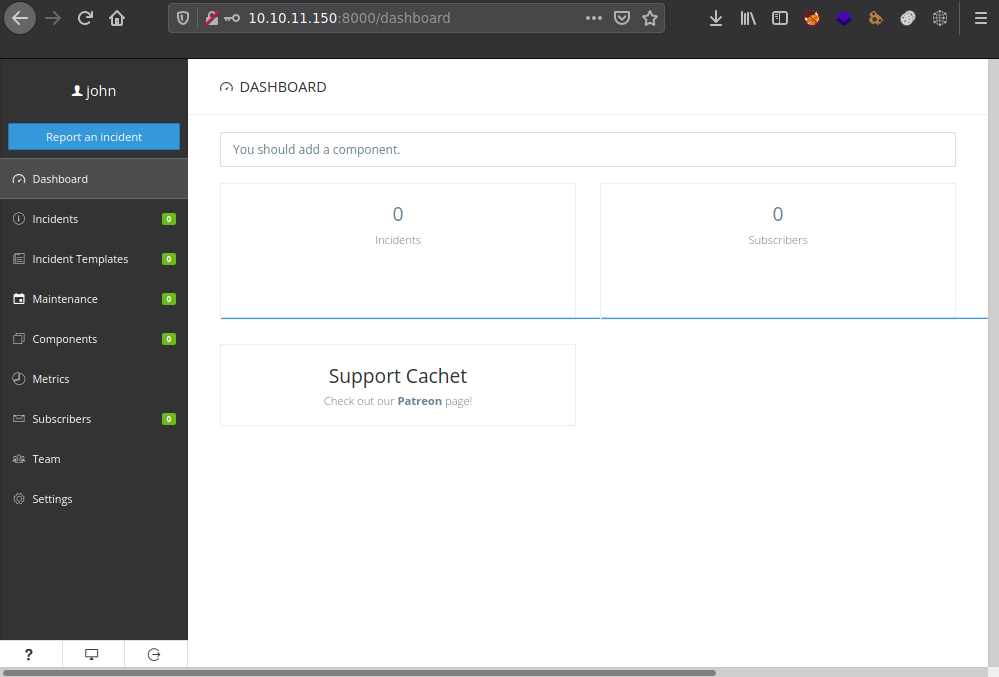 10.10.11.150:8000/dashboard
john
Report an incident
Dashboard
Incidents 0
Incident Templates 0
Maintenance 0
Components 0
Metrics
Subscribers 0
Team
Settings
?
DASHBOARD
You should add a component.
0
Incidents
0
Subscribers
Support Cachet
Check out our Patreon page!